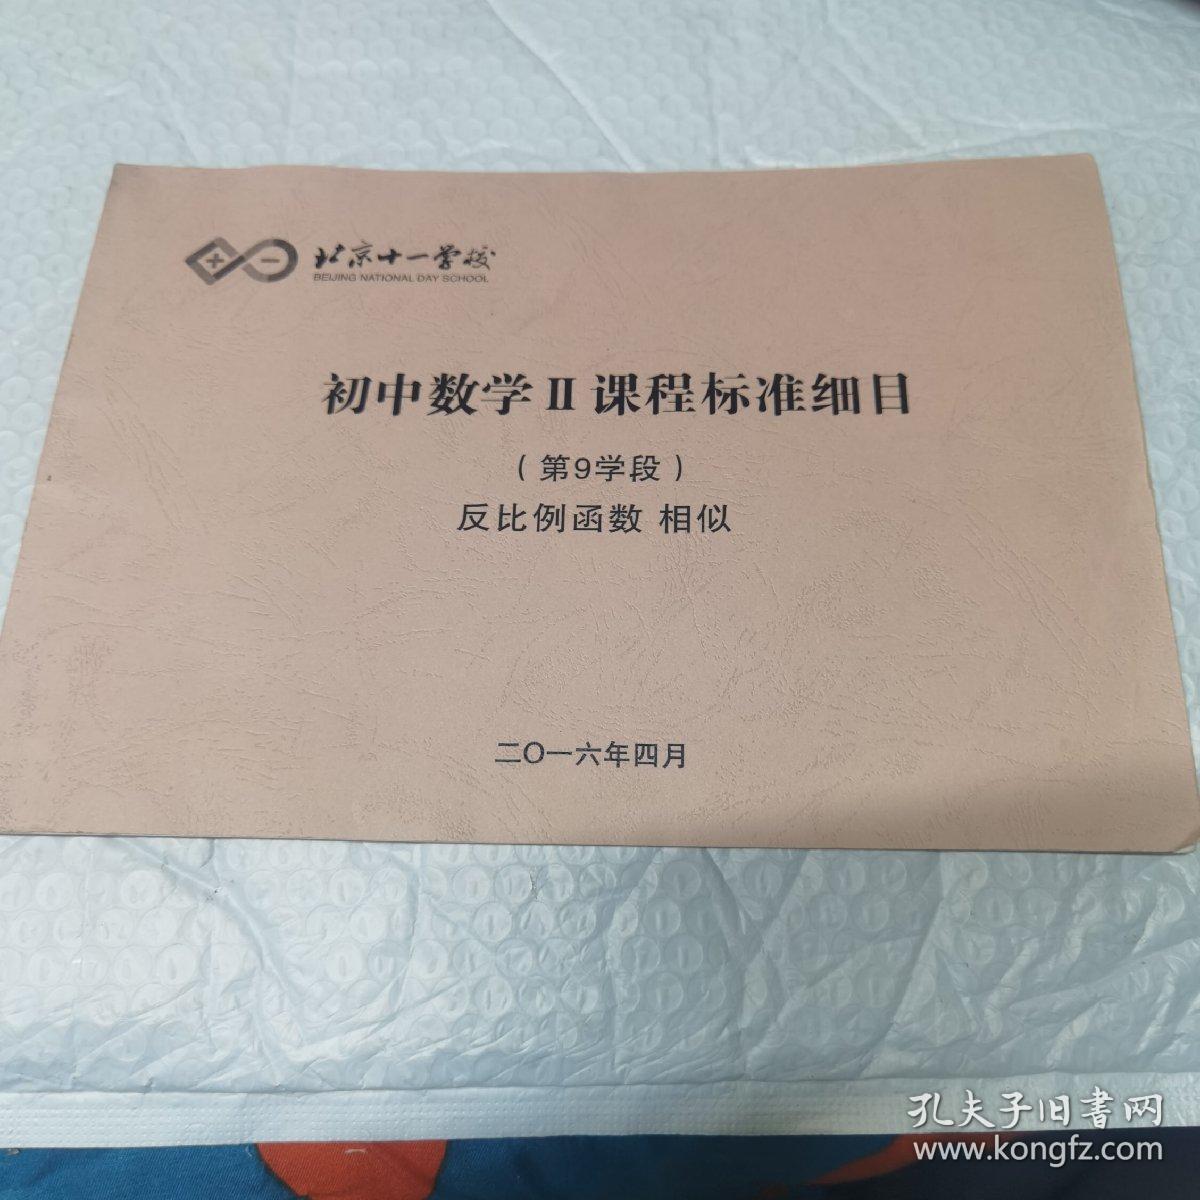 北京十一学校
BEIJING NATIONAL DAY SCHOOL
初中数学Ⅱ课程标准细目
（第9学段）
反比例函数 相似
二〇一六年四月
孔夫子旧书网
www.kongfz.com